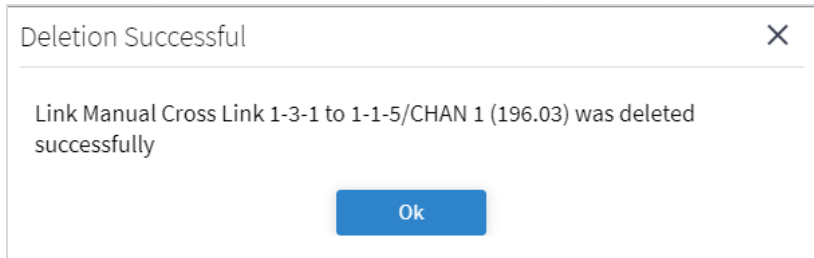 Deletion Successful
Link Manual Cross Link 1-3-1 to 1-1-5/CHAN 1 (196.03) was deleted
successfully
Ok